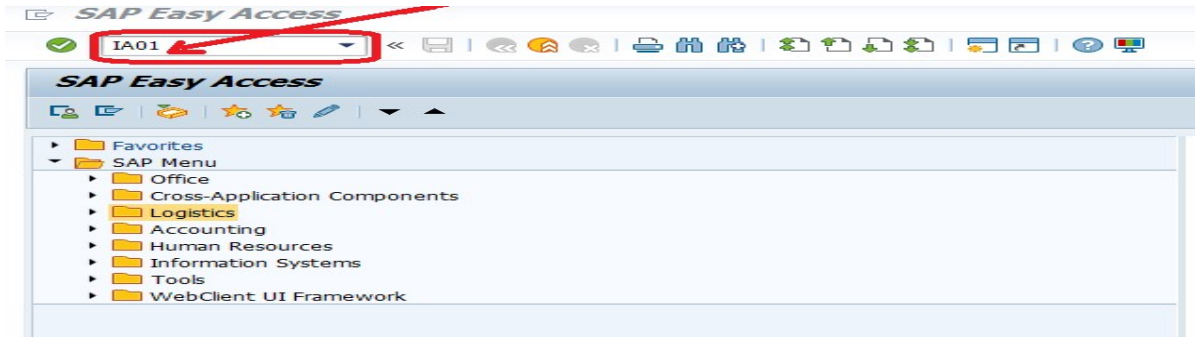 SAP Easy Access
IA01
SAP Easy Access
Favorites
SAP Menu
Office
Cross-Application Components
Logistics
Accounting
Human Resources
Information Systems
Tools
WebClient UI Framework